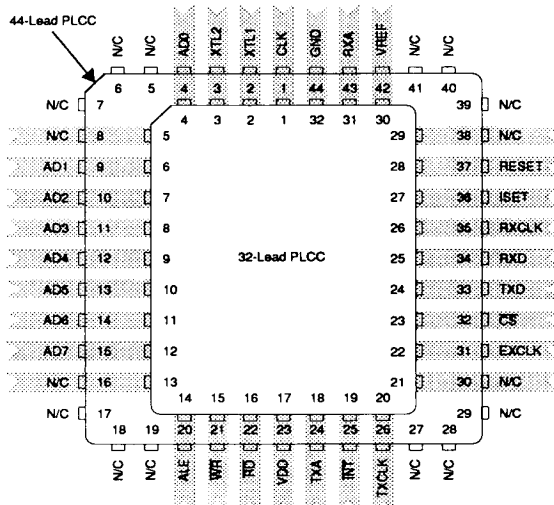 44-Lead PLCC
N/C N/C AD0 XTL2 XTL1 CLK GND RXA VREF N/C N/C
6 5 4 3 2 1 44 43 42 41 40
4 3 2 1 32 31 30
N/C 7 39 N/C
N/C 8 5 29 38 N/C
AD1 9 6 28 37 RESET
AD2 10 7 27 36 ISET
AD3 11 8 26 35 RXCLK
AD4 12 9 32-Lead PLCC 25 34 RXD
AD5 13 10 24 33 TXD
AD6 14 11 23 32 C̅S̅
AD7 15 12 22 31 EXCLK
N/C 16 13 21 30 N/C
14 15 16 17 18 19 20
N/C 17 29 N/C
18 19 20 21 22 23 24 25 26 27 28
N/C N/C ALE W̅R̅ R̅D̅ VDD TXA I̅N̅T̅ TXCLK N/C N/C